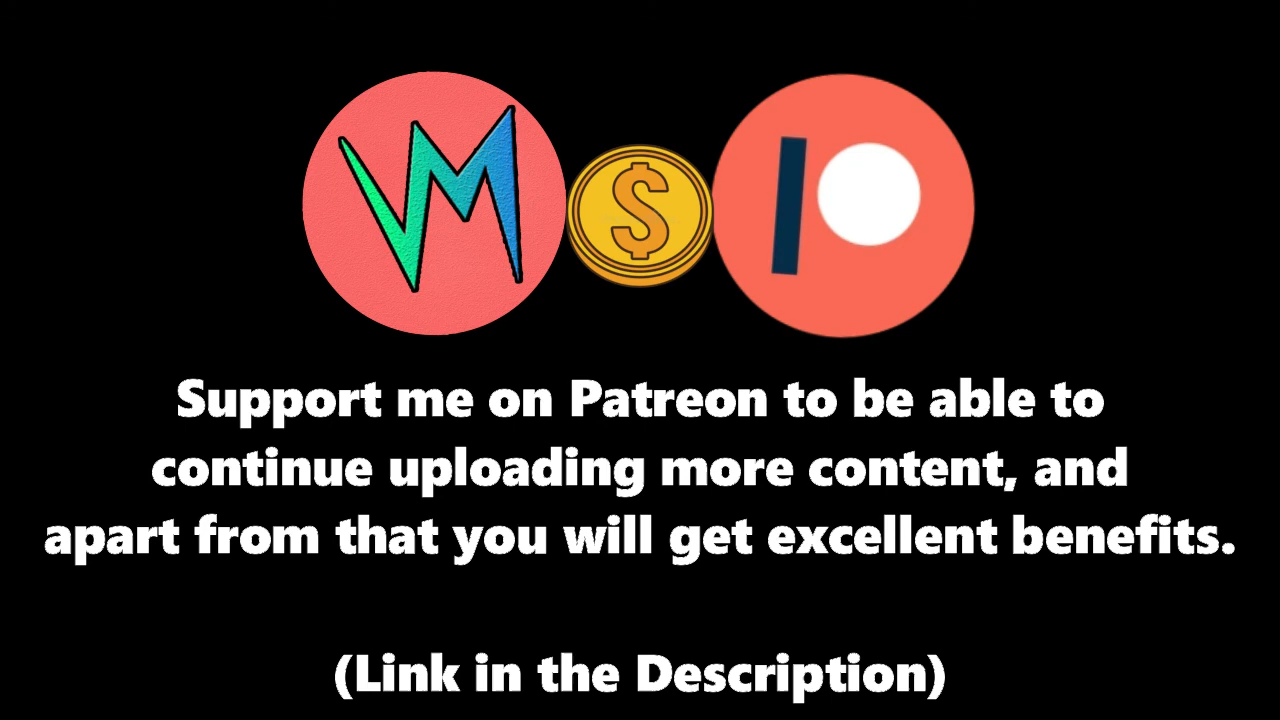 VM
$
Support me on Patreon to be able to
continue uploading more content, and
apart from that you will get excellent benefits.
(Link in the Description)